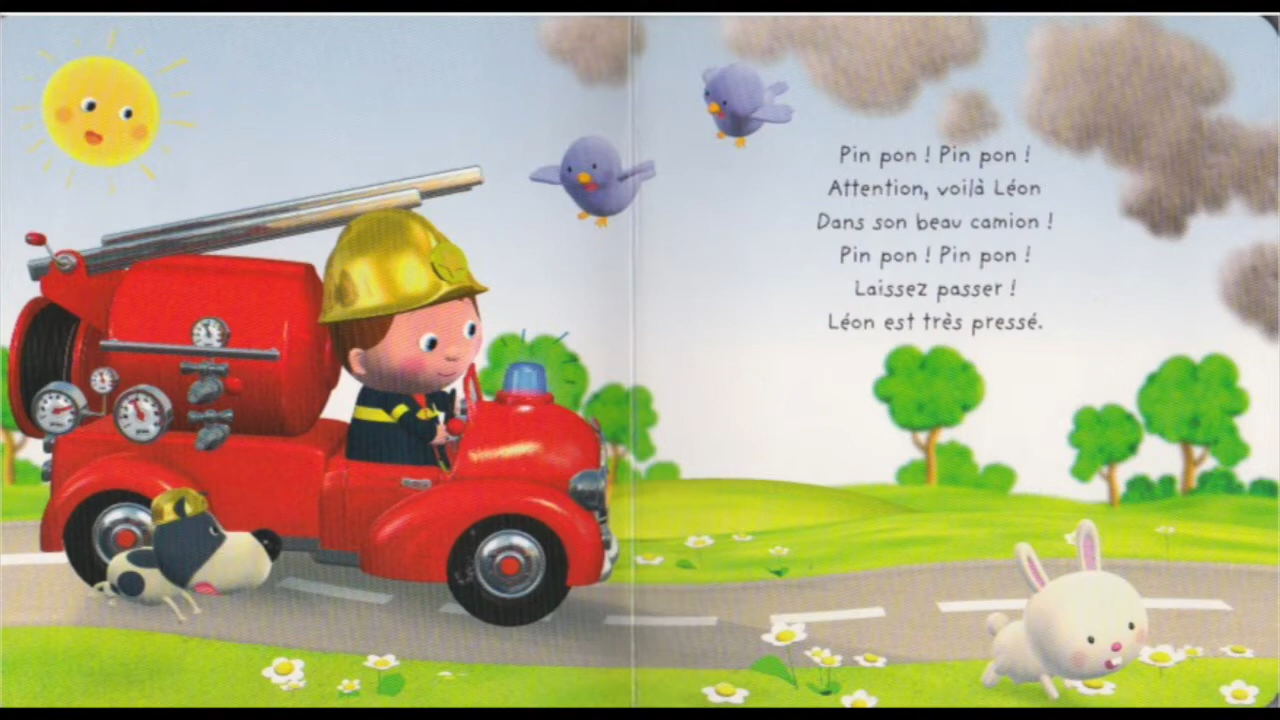 Pin pon ! Pin pon !
Attention, voilà Léon
Dans son beau camion !
Pin pon ! Pin pon !
Laissez passer !
Léon est très pressé.